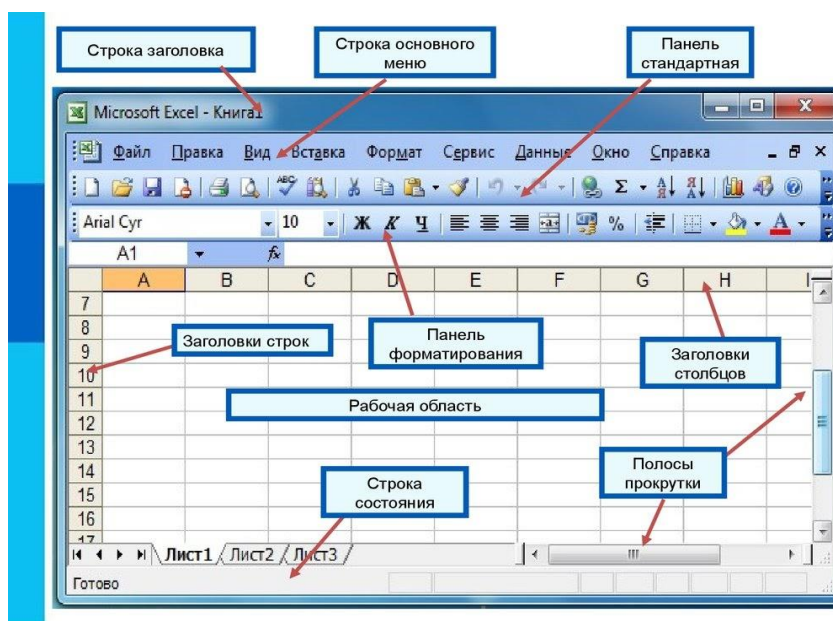 Строка заголовка
Строка основного
меню
Панель
стандартная
Microsoft Excel - Книга1
Файл Правка Вид Вставка Формат Сервис Данные Окно Справка
Arial Cyr 10 Ж К Ч %
A1 fx
A B C D E F G H I
7
8
9
10
11
12
13
14
15
16
17
Заголовки строк
Панель
форматирования
Заголовки
столбцов
Рабочая область
Строка
состояния
Полосы
прокрутки
Лист1 Лист2 Лист3
Готово